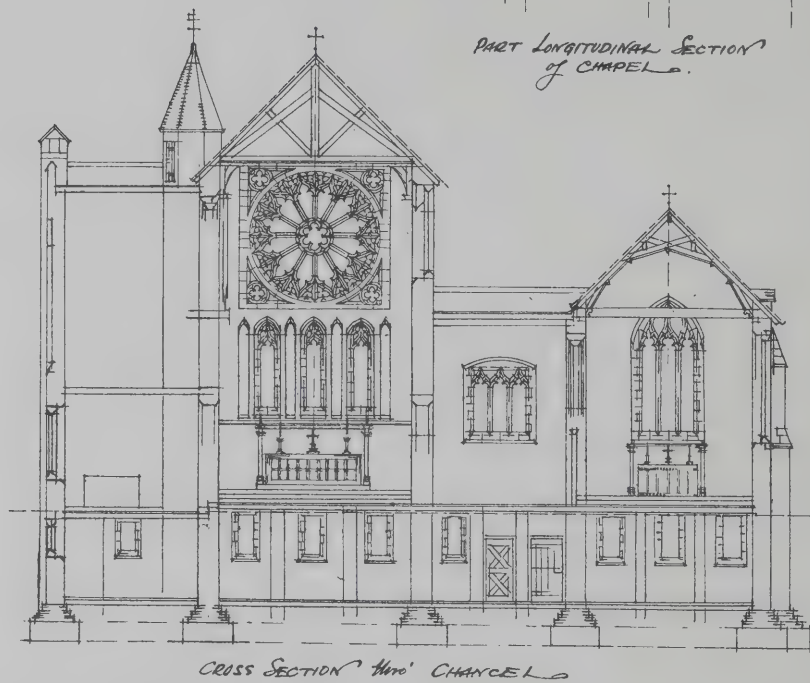 PART LONGITUDINAL SECTION
of CHAPEL.
CROSS SECTION thro' CHANCEL